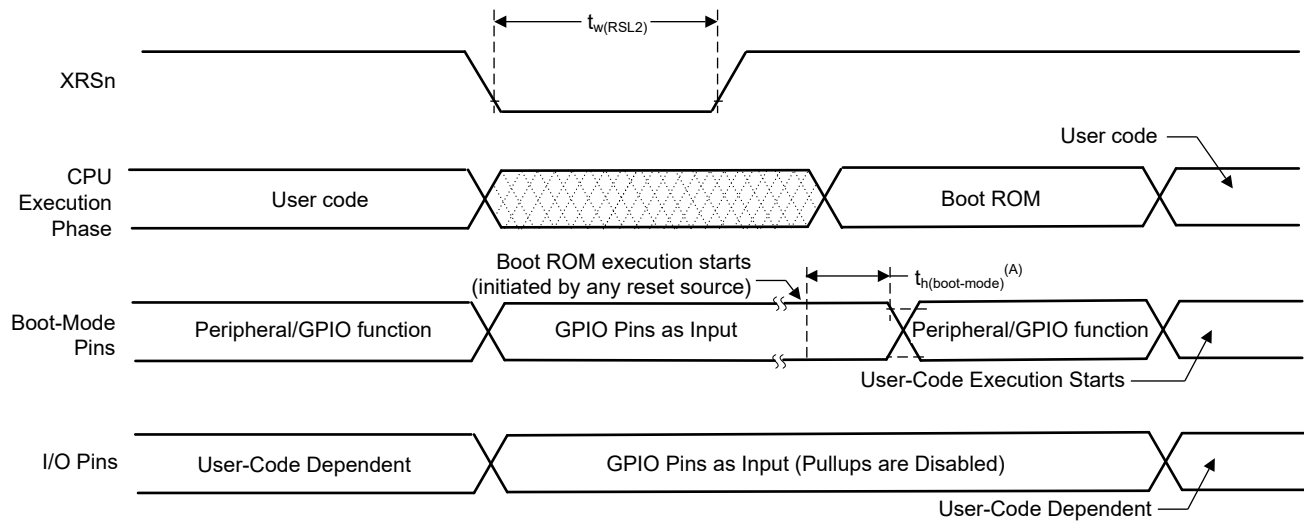 tw(RSL2)
XRSn
User code
CPU
Execution
Phase
User code
Boot ROM
Boot ROM execution starts
(initiated by any reset source)
th(boot-mode)(A)
Boot-Mode
Pins
Peripheral/GPIO function
GPIO Pins as Input
Peripheral/GPIO function
User-Code Execution Starts
I/O Pins
User-Code Dependent
GPIO Pins as Input (Pullups are Disabled)
User-Code Dependent